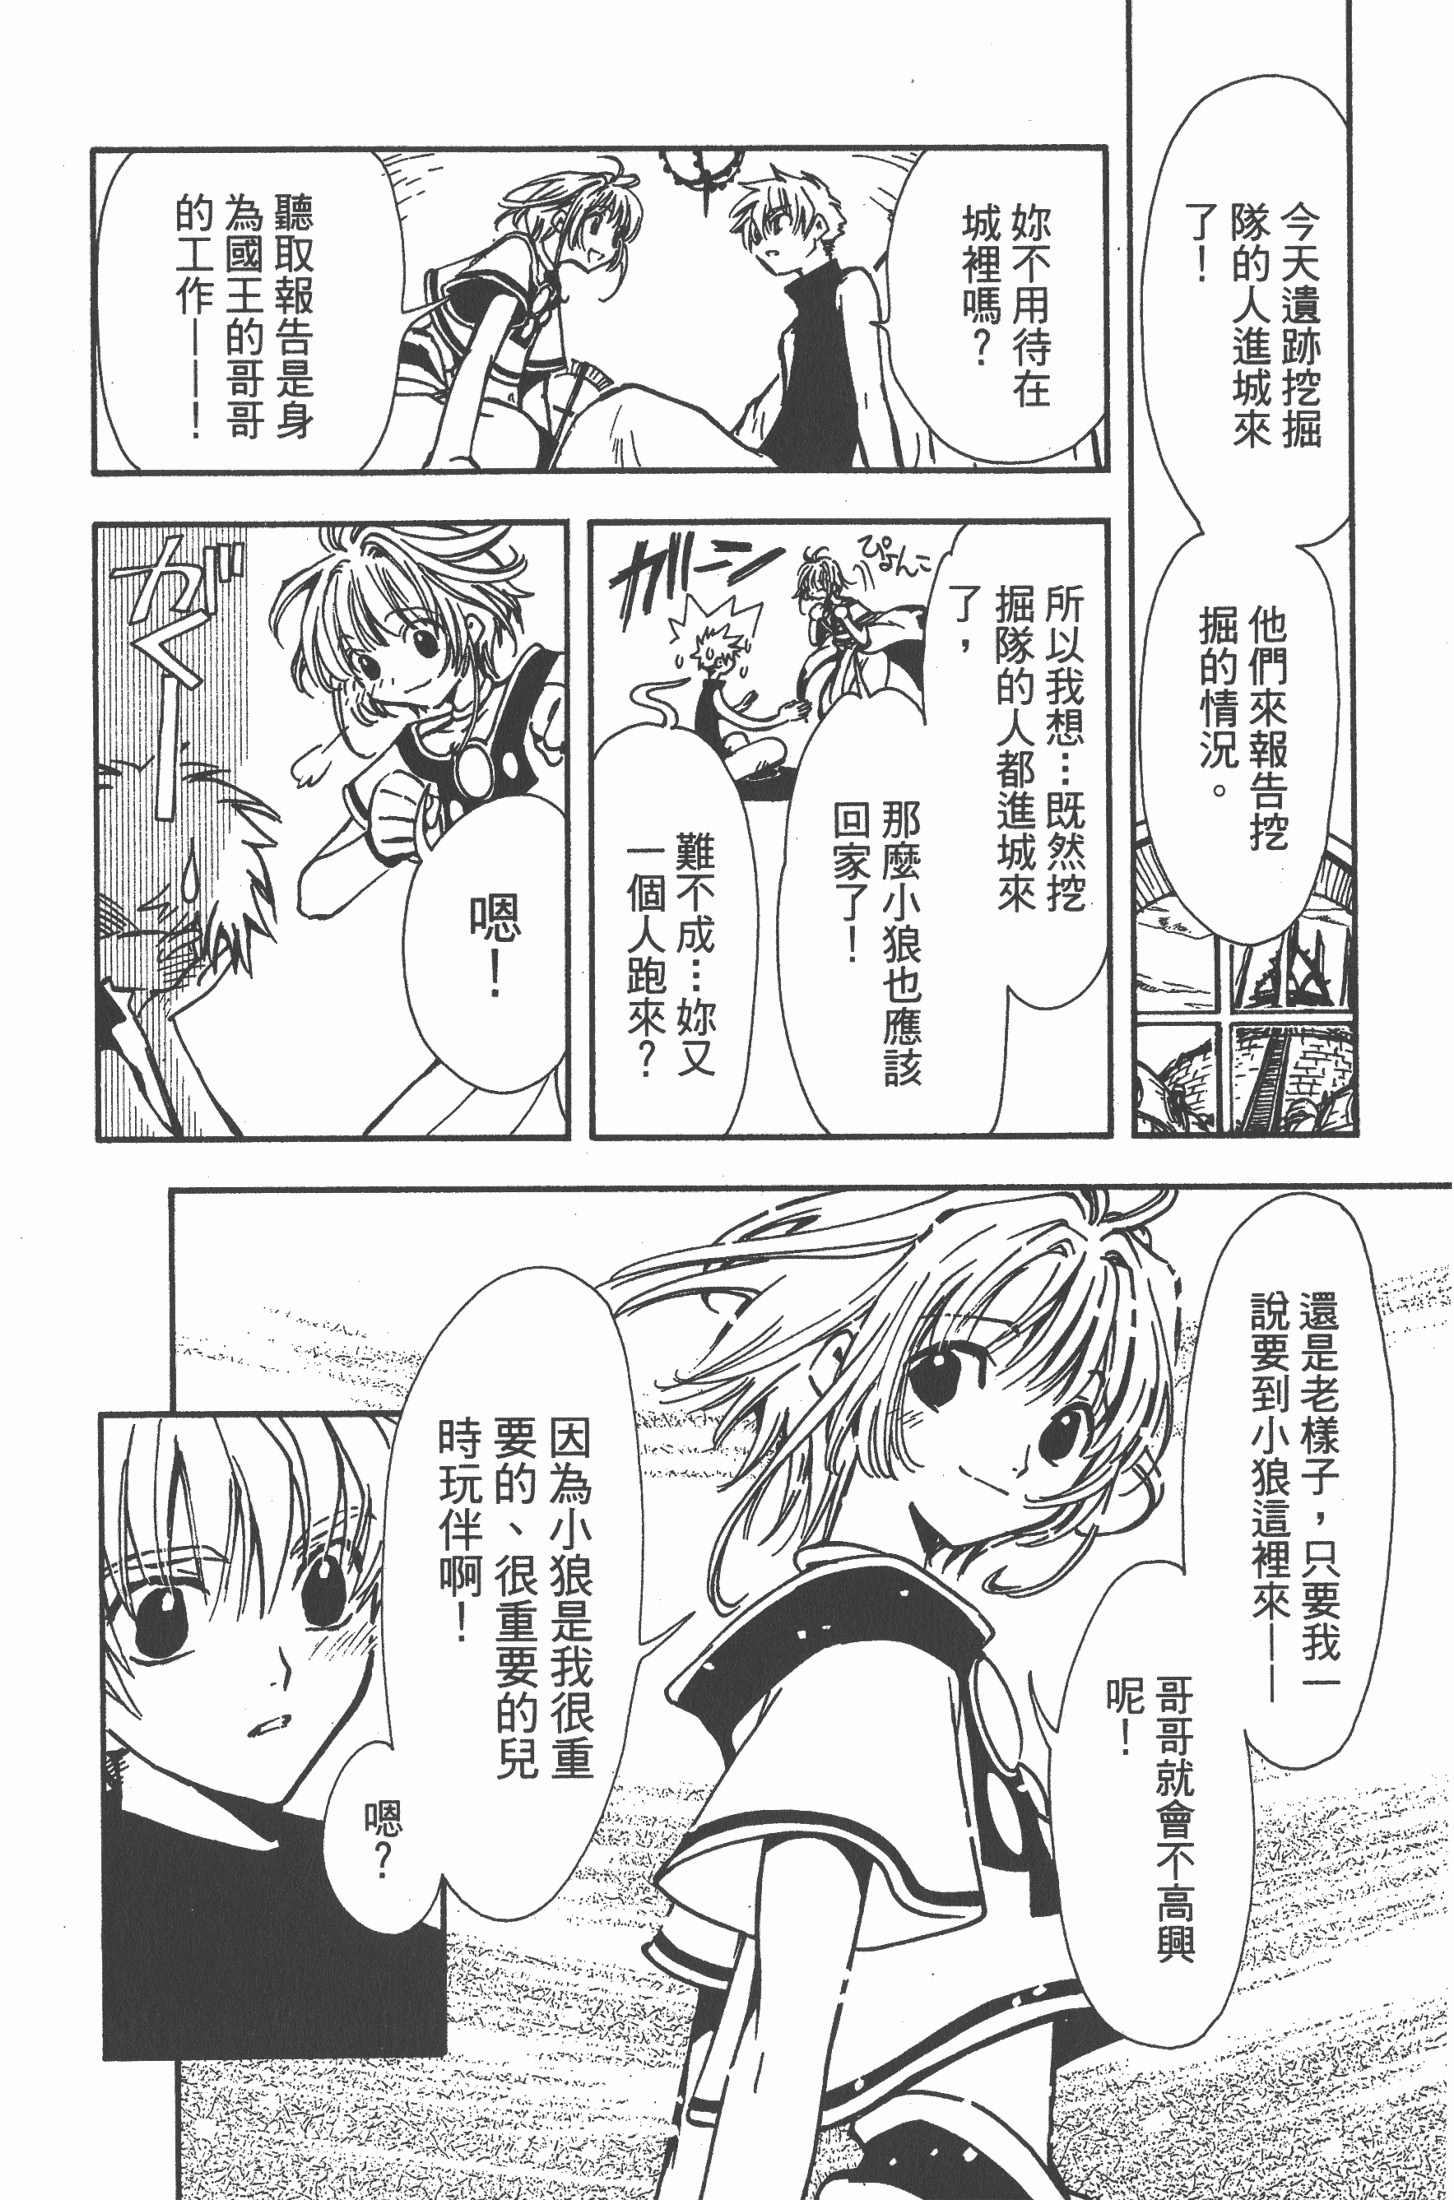 今天遺跡挖掘
隊的人進城來
了！
他們來報告挖
掘的情況。
妳不用待在
城裡嗎？
聽取報告是身
為國王的哥哥
的工作——！
所以我想…既然挖
掘隊的人都進城來
了，
那麼小狼也應該
回家了！
ぴょんこ
ガーン
難不成…妳又
一個人跑來？
嗯！
がくー
還是老樣子，只要我一
說要到小狼這裡來——
哥哥就會不高興
呢！
因為小狼是我很重
要的、很重要的兒
時玩伴啊！
嗯？